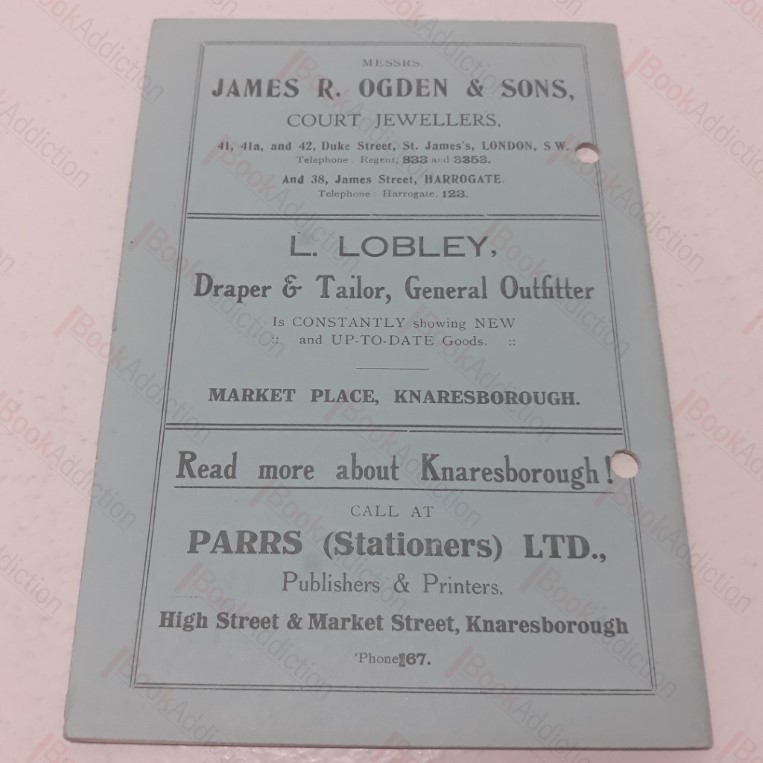 MESSRS.
JAMES R. OGDEN & SONS,
COURT JEWELLERS,
41, 41a, and 42, Duke Street, St. James's, LONDON, S.W.
Telephone: Regent, 933 and 3353.
And 38, James Street, HARROGATE.
Telephone: Harrogate, 123.
L. LOBLEY,
Draper & Tailor, General Outfitter
Is CONSTANTLY showing NEW
:: and UP-TO-DATE Goods. ::
MARKET PLACE, KNARESBOROUGH.
Read more about Knaresborough!
CALL AT
PARRS (Stationers) LTD.,
Publishers & Printers,
High Street & Market Street, Knaresborough
'Phone 67.
BookAddiction